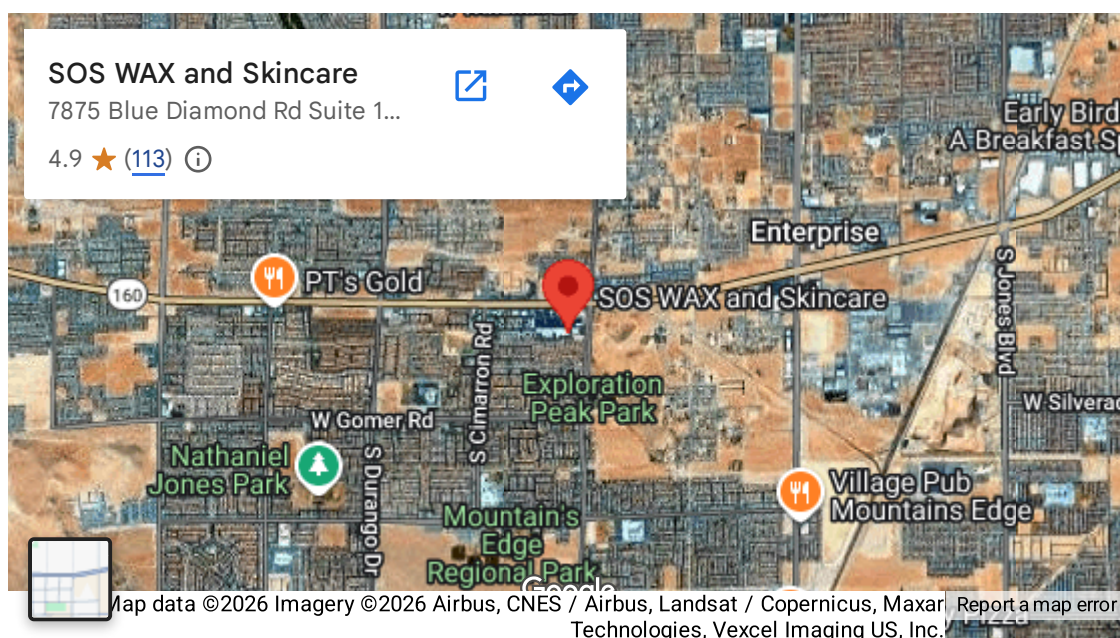 SOS WAX and Skincare
7875 Blue Diamond Rd Suite 1...
4.9 (113)
Early Bird
A Breakfast Sp
Enterprise
PT's Gold
160
SOS WAX and Skincare
S Jones Blvd
S Cimarron Rd
Exploration
Peak Park
W Gomer Rd
W Silverad
Nathaniel
Jones Park
S Durango Dr
Village Pub
Mountains Edge
Mountain's
Edge
Regional Park
Google
Map data ©2026 Imagery ©2026 Airbus, CNES / Airbus, Landsat / Copernicus, Maxar
Technologies, Vexcel Imaging US, Inc.
Report a map error